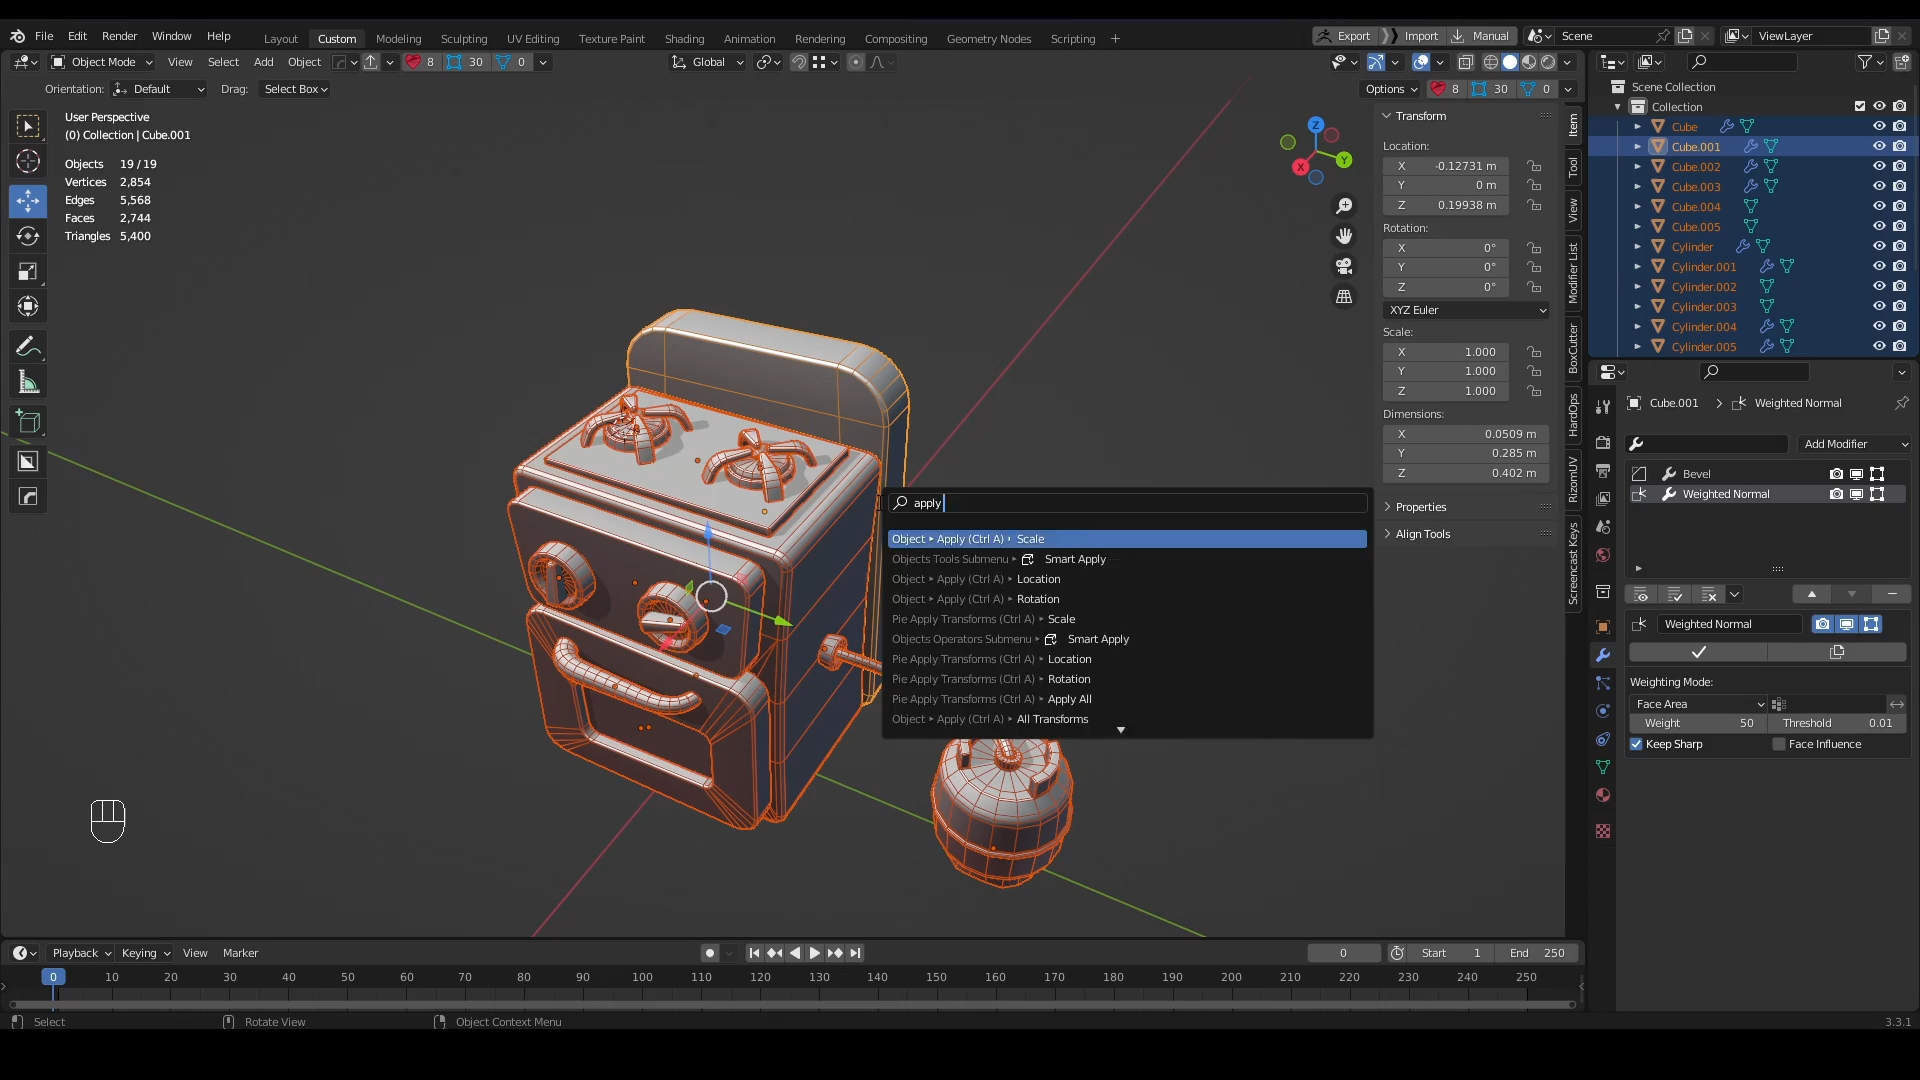 File Edit Render Window Help Layout Custom Modeling Sculpting UV Editing Texture Paint Shading Animation Rendering Compositing Geometry Nodes Scripting + Export Import Manual Scene ViewLayer
Object Mode View Select Add Object 8 30 0 Global
Orientation: Default Drag: Select Box Options 8 30 0
User Perspective
(0) Collection | Cube.001
Objects 19 / 19
Vertices 2,854
Edges 5,568
Faces 2,744
Triangles 5,400
Z
Y
X
apply
Object ▸ Apply (Ctrl A) ▸ Scale
Objects Tools Submenu ▸ Smart Apply
Object ▸ Apply (Ctrl A) ▸ Location
Object ▸ Apply (Ctrl A) ▸ Rotation
Pie Apply Transforms (Ctrl A) ▸ Scale
Objects Operators Submenu ▸ Smart Apply
Pie Apply Transforms (Ctrl A) ▸ Location
Pie Apply Transforms (Ctrl A) ▸ Rotation
Pie Apply Transforms (Ctrl A) ▸ Apply All
Object ▸ Apply (Ctrl A) ▸ All Transforms
Transform
Location:
X -0.12731 m
Y 0 m
Z 0.19938 m
Rotation:
X 0°
Y 0°
Z 0°
XYZ Euler
Scale:
X 1.000
Y 1.000
Z 1.000
Dimensions:
X 0.0509 m
Y 0.285 m
Z 0.402 m
Properties
Align Tools
Item
Tool
View
Modifier List
BoxCutter
HardOps
RizomUV
Screencast Keys
Scene Collection
Collection
Cube
Cube.001
Cube.002
Cube.003
Cube.004
Cube.005
Cylinder
Cylinder.001
Cylinder.002
Cylinder.003
Cylinder.004
Cylinder.005
Cube.001 > Weighted Normal
Add Modifier
Bevel
Weighted Normal
Weighted Normal
Weighting Mode:
Face Area
Weight 50 Threshold 0.01
Keep Sharp Face Influence
Playback Keying View Marker 0 Start 1 End 250
0 10 20 30 40 50 60 70 80 90 100 110 120 130 140 150 160 170 180 190 200 210 220 230 240 250
Select Rotate View Object Context Menu 3.3.1